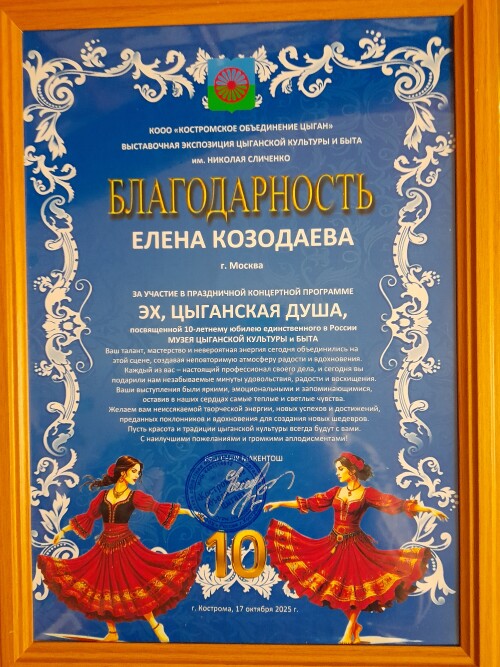 КООО «КОСТРОМСКОЕ ОБЪЕДИНЕНИЕ ЦЫГАН»
ВЫСТАВОЧНАЯ ЭКСПОЗИЦИЯ ЦЫГАНСКОЙ КУЛЬТУРЫ И БЫТА
им. НИКОЛАЯ СЛИЧЕНКО
БЛАГОДАРНОСТЬ
ЕЛЕНА КОЗОДАЕВА
г. Москва
ЗА УЧАСТИЕ В ПРАЗДНИЧНОЙ КОНЦЕРТНОЙ ПРОГРАММЕ
ЭХ, ЦЫГАНСКАЯ ДУША,
посвященной 10-летнему юбилею единственного в России
МУЗЕЯ ЦЫГАНСКОЙ КУЛЬТУРЫ и БЫТА
Ваш талант, мастерство и невероятная энергия сегодня объединились на
этой сцене, создавая неповторимую атмосферу радости и вдохновения.
Каждый из вас – настоящий профессионал своего дела, и сегодня вы
подарили нам незабываемые минуты удовольствия, радости и восхищения.
Ваши выступления были яркими, эмоциональными и запоминающимися,
оставив в наших сердцах самые теплые и светлые чувства.
Желаем вам неиссякаемой творческой энергии, новых успехов и достижений,
преданных поклонников и вдохновения для создания новых шедевров.
Пусть красота и традиции цыганской культуры всегда будут с вами.
С наилучшими пожеланиями и громкими аплодисментами!
10
г. Кострома, 17 октября 2025 г.